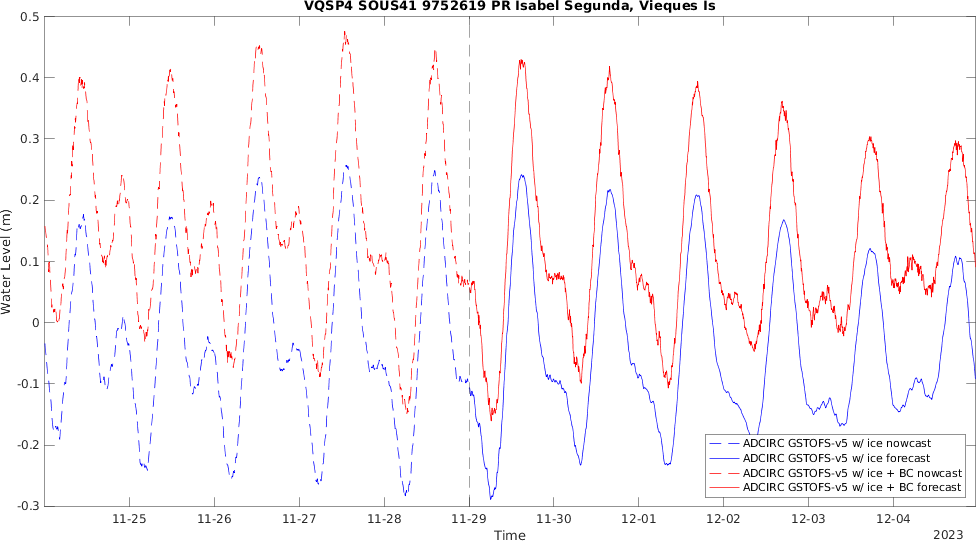 VQSP4 SOUS41 9752619 PR Isabel Segunda, Vieques Is
0.5
0.4
0.3
0.2
0.1
0
-0.1
-0.2
-0.3
Water Level (m)
ADCIRC GSTOFS-v5 w/ ice nowcast
ADCIRC GSTOFS-v5 w/ ice forecast
ADCIRC GSTOFS-v5 w/ ice + BC nowcast
ADCIRC GSTOFS-v5 w/ ice + BC forecast
11-25 11-26 11-27 11-28 11-29 11-30 12-01 12-02 12-03 12-04
Time
2023